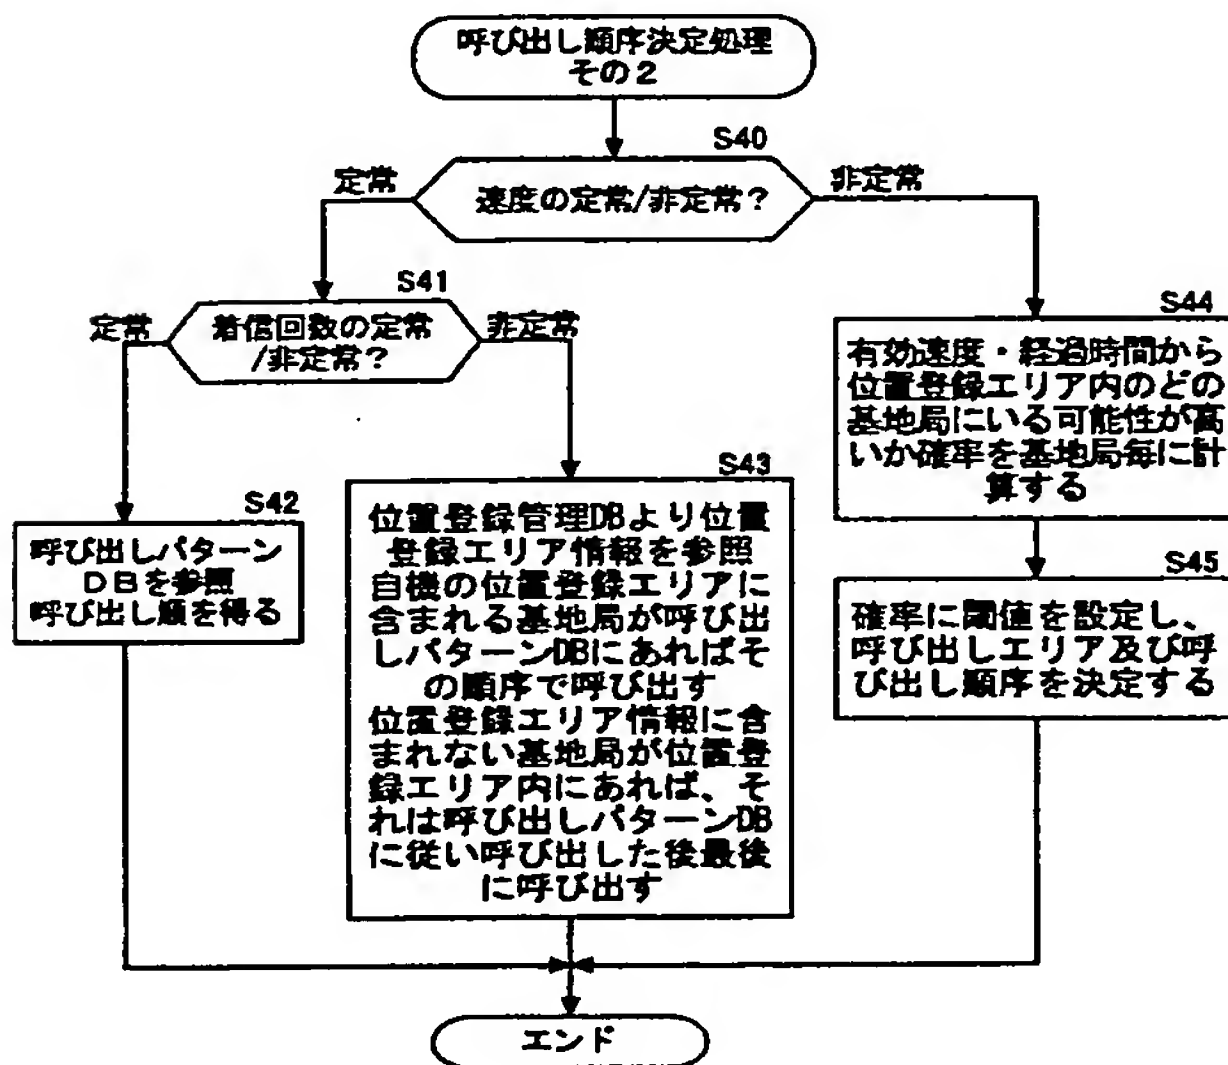 呼び出し順序決定処理
その2
S40
定常
速度の定常/非定常?
非定常
S41
定常
着信回数の定常
/非定常?
非定常
S42
呼び出しパターン
DBを参照
呼び出し順を得る
S43
位置登録管理DBより位置
登録エリア情報を参照
自機の位置登録エリアに
含まれる基地局が呼び出
しパターンDBにあればそ
の順序で呼び出す
位置登録エリア情報に含
まれない基地局が位置登
録エリア内にあれば、そ
れは呼び出しパターンDB
に従い呼び出した後最後
に呼び出す
S44
有効速度・経過時間から
位置登録エリア内のどの
基地局にいる可能性が高
いか確率を基地局毎に計
算する
S45
確率に閾値を設定し、
呼び出しエリア及び呼
び出し順序を決定する
エンド